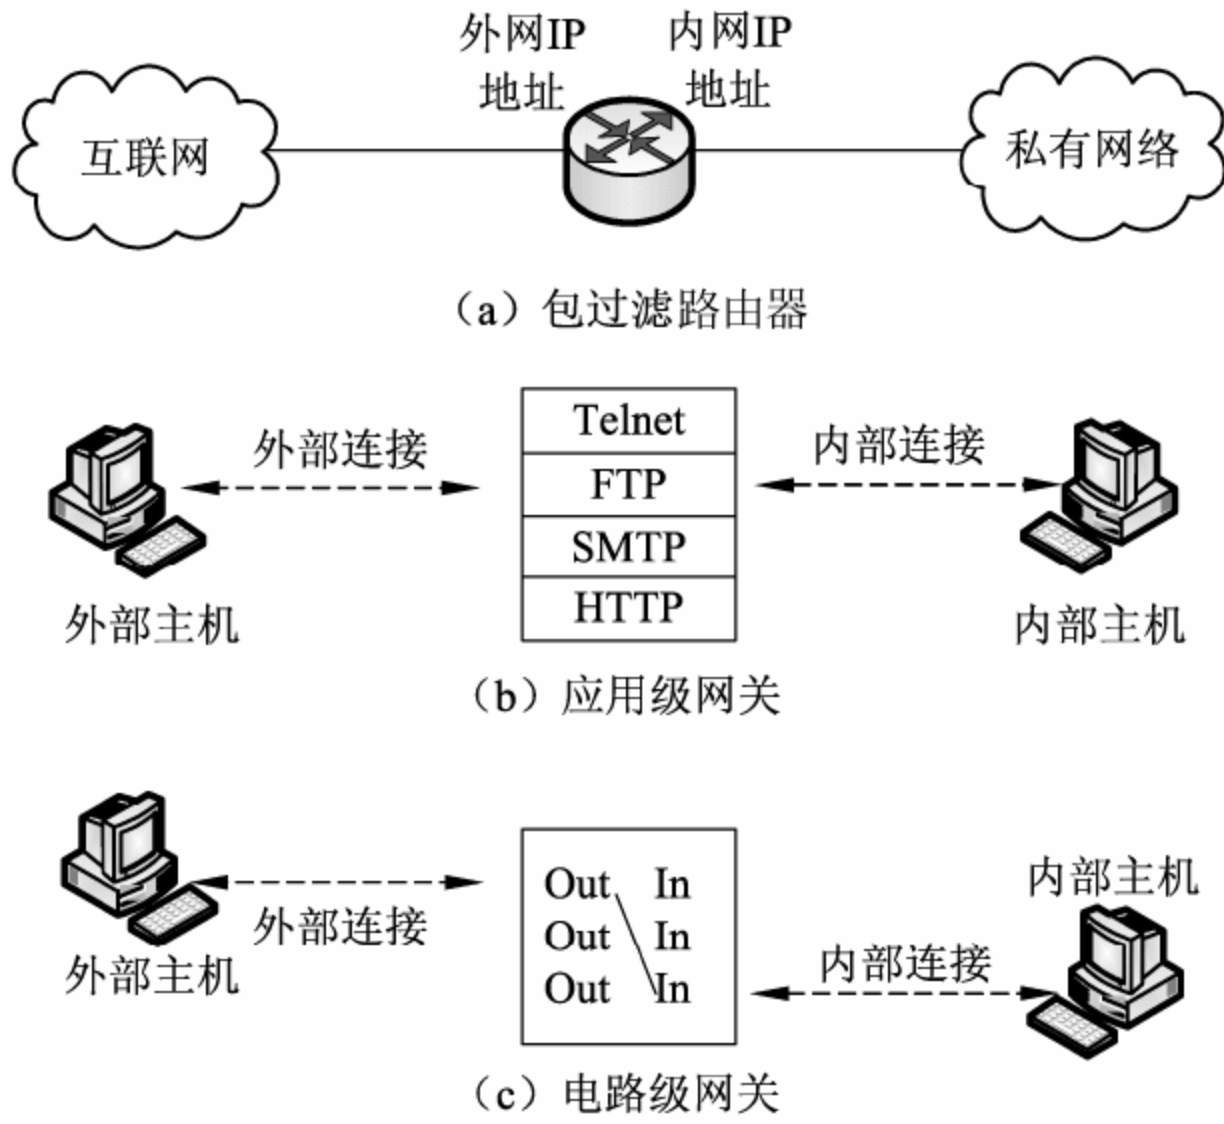 外网IP
地址
内网IP
地址
互联网
私有网络
（a）包过滤路由器
外部连接
Telnet
FTP
SMTP
HTTP
内部连接
外部主机
内部主机
（b）应用级网关
外部连接
外部主机
Out In
Out In
Out In
内部主机
内部连接
（c）电路级网关